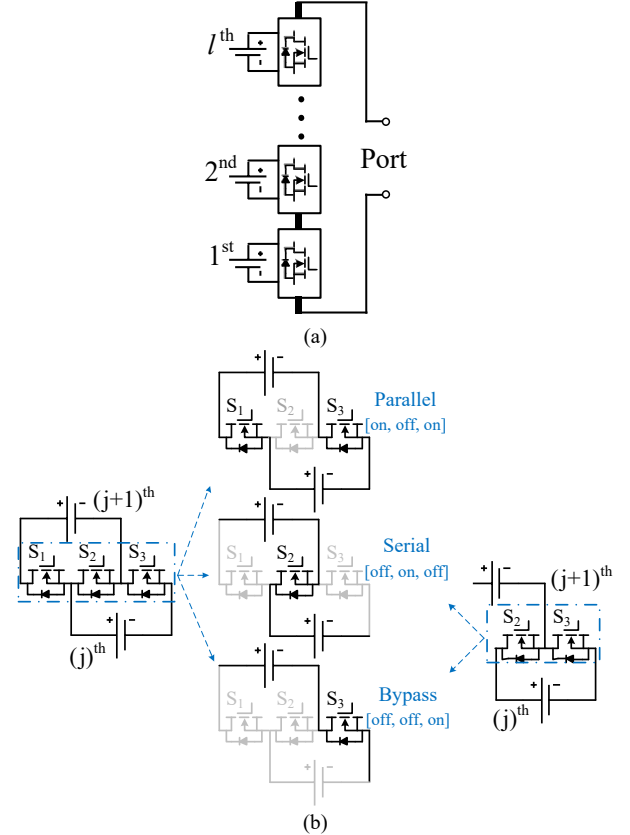 l th
2nd
Port
1st
(a)
S1 S2 S3
Parallel
[on, off, on]
(j+1)th
S1 S2 S3
(j)th
S1 S2 S3
Serial
[off, on, off]
(j+1)th
S2 S3
(j)th
S1 S2 S3
Bypass
[off, off, on]
(b)